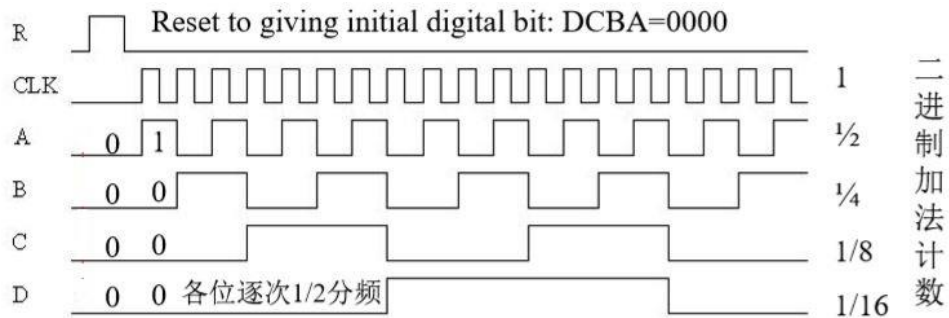 R Reset to giving initial digital bit: DCBA=0000
CLK 1
A 0 1 ½
B 0 0 ¼
C 0 0 1/8
D 0 0 各位逐次1/2分频 1/16
二进制加法计数